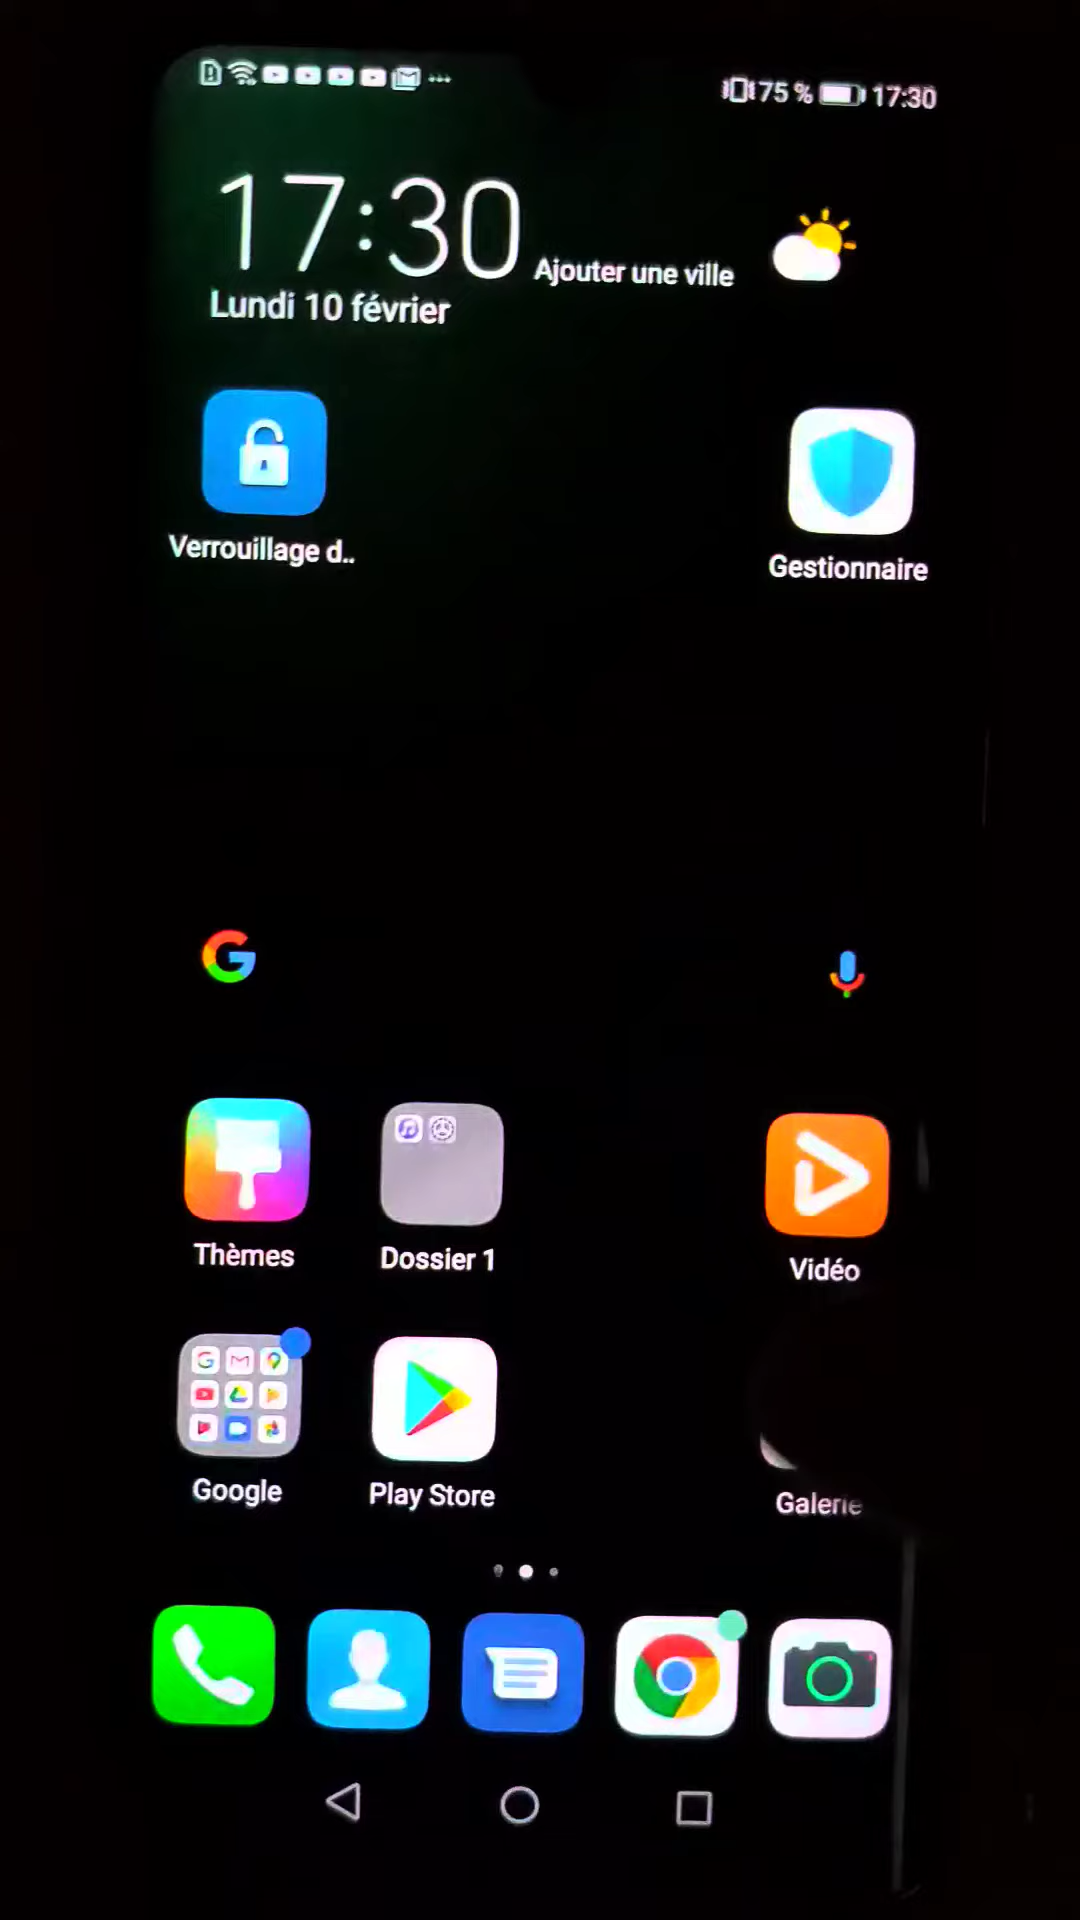 75 % 17:30
17:30
Ajouter une ville
Lundi 10 février
Verrouillage d..
Gestionnaire
Thèmes
Dossier 1
Vidéo
Google
Play Store
Galerie